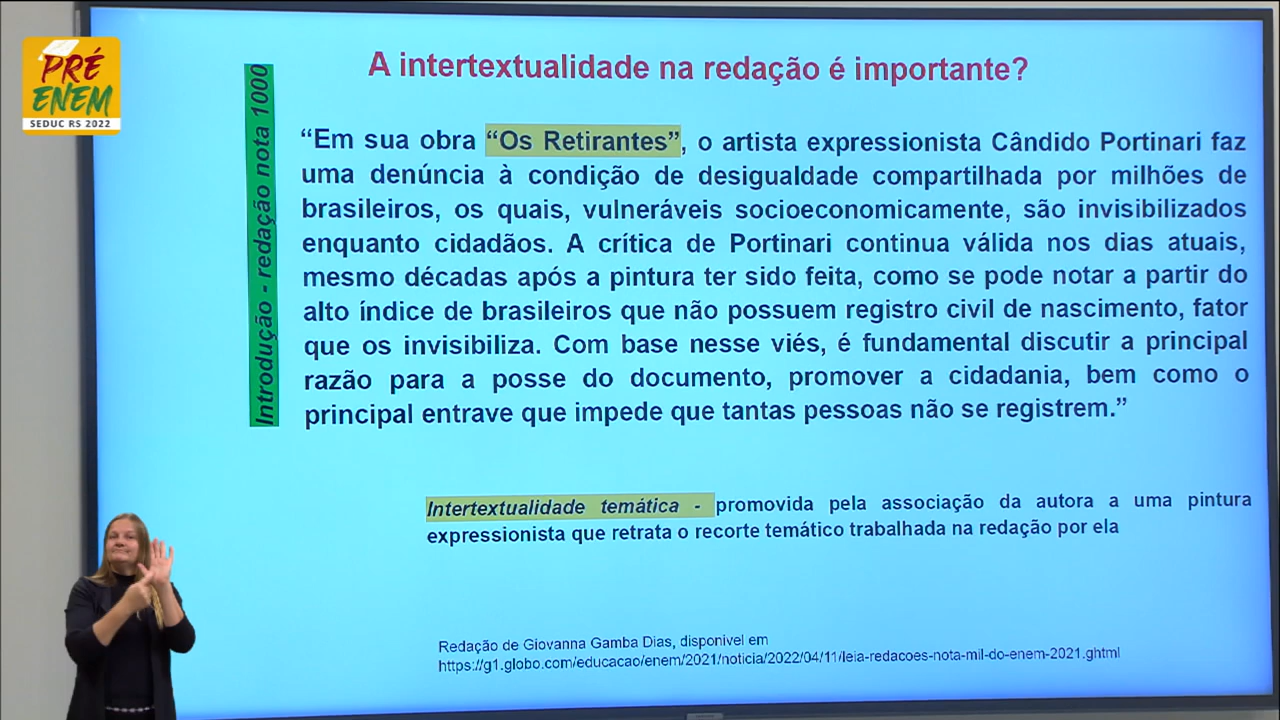 PRÉ
ENEM
SEDUC RS 2022
A intertextualidade na redação é importante?
Introdução - redação nota 1000
“Em sua obra “Os Retirantes”, o artista expressionista Cândido Portinari faz
uma denúncia à condição de desigualdade compartilhada por milhões de
brasileiros, os quais, vulneráveis socioeconomicamente, são invisibilizados
enquanto cidadãos. A crítica de Portinari continua válida nos dias atuais,
mesmo décadas após a pintura ter sido feita, como se pode notar a partir do
alto índice de brasileiros que não possuem registro civil de nascimento, fator
que os invisibiliza. Com base nesse viés, é fundamental discutir a principal
razão para a posse do documento, promover a cidadania, bem como o
principal entrave que impede que tantas pessoas não se registrem.”
Intertextualidade temática - promovida pela associação da autora a uma pintura
expressionista que retrata o recorte temático trabalhada na redação por ela
Redação de Giovanna Gamba Dias, disponivel em
https://g1.globo.com/educacao/enem/2021/noticia/2022/04/11/leia-redacoes-nota-mil-do-enem-2021.ghtml